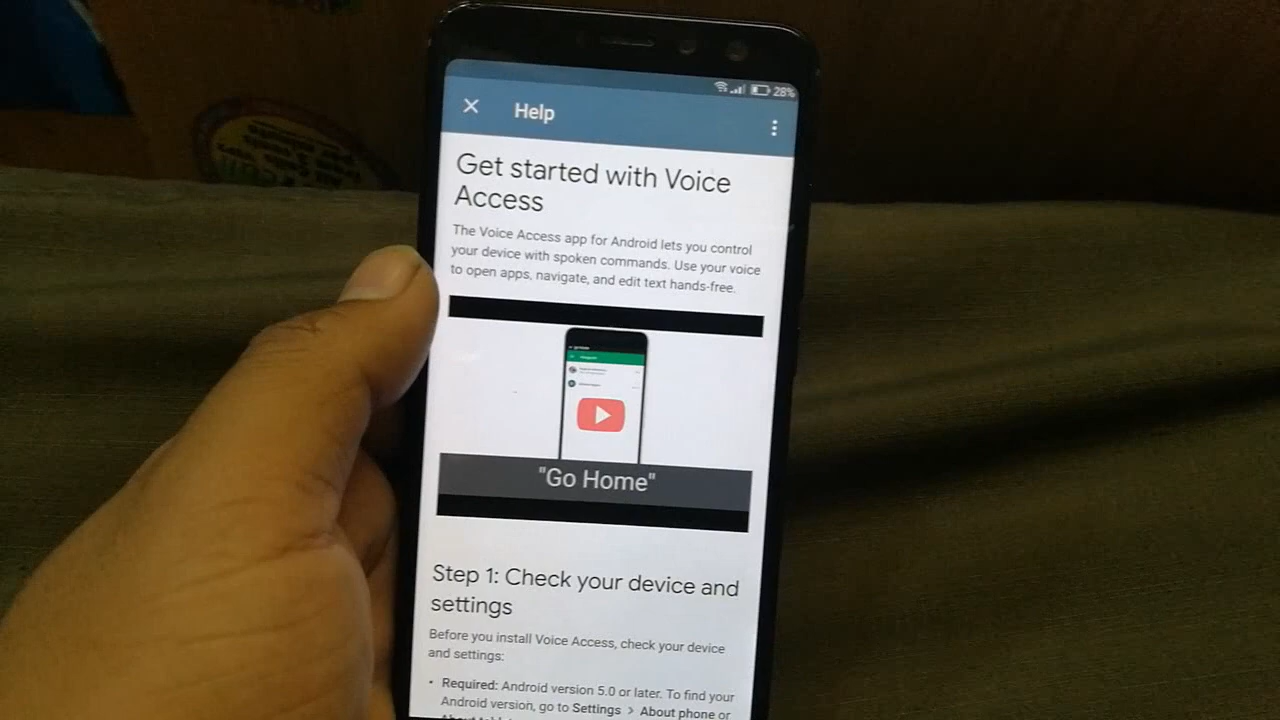 28%
Help
Get started with Voice
Access
The Voice Access app for Android lets you control
your device with spoken commands. Use your voice
to open apps, navigate, and edit text hands-free.
"Go Home"
Step 1: Check your device and
settings
Before you install Voice Access, check your device
and settings:
• Required: Android version 5.0 or later. To find your
Android version, go to Settings > About phone or